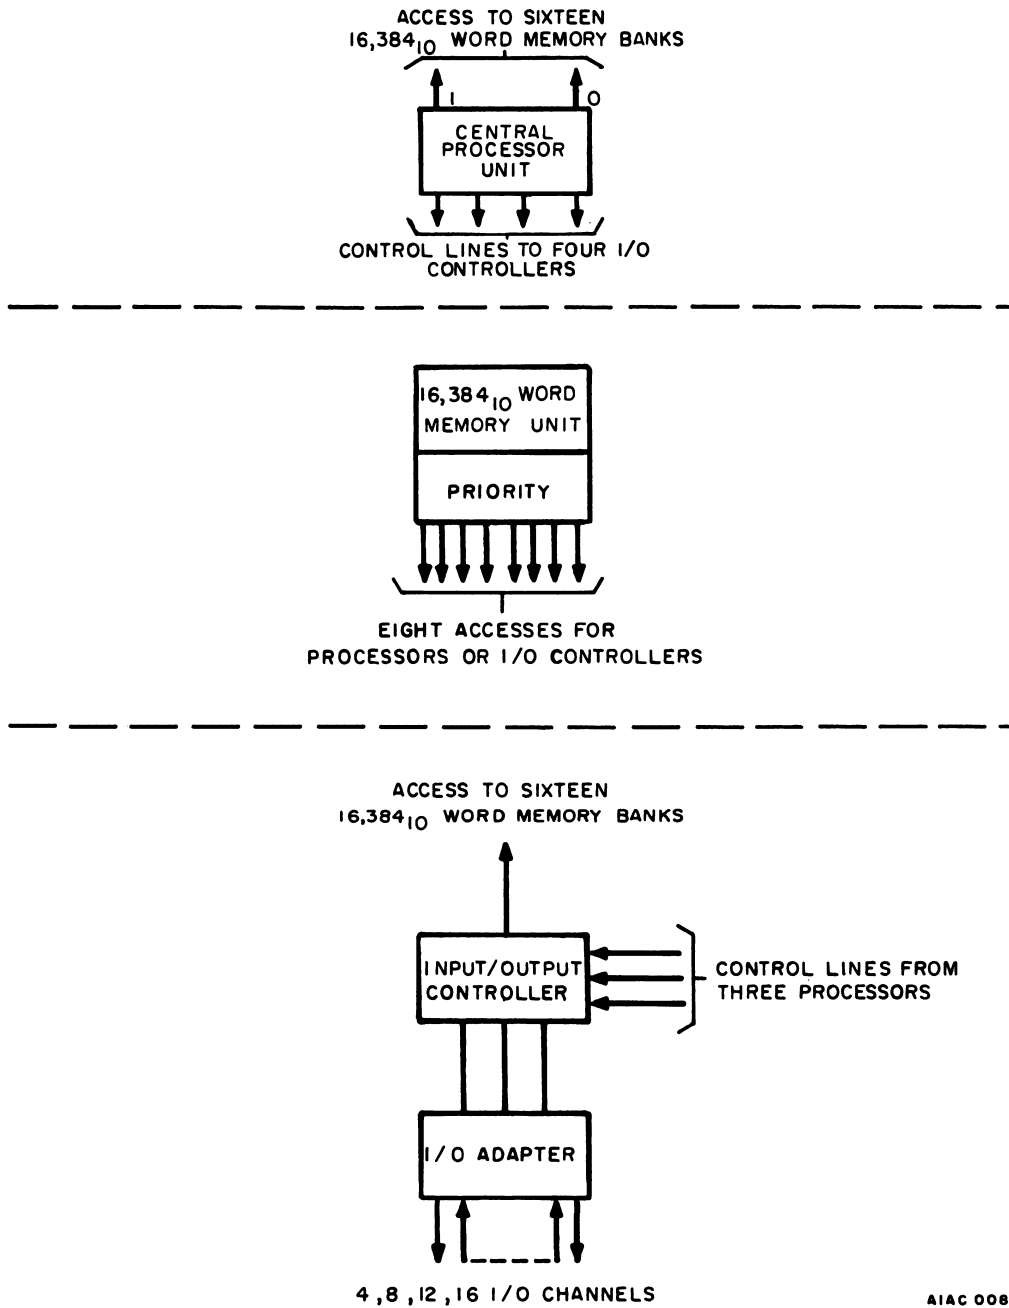 ACCESS TO SIXTEEN
16,384₁₀ WORD MEMORY BANKS
1
0
CENTRAL
PROCESSOR
UNIT
CONTROL LINES TO FOUR I/O
CONTROLLERS
16,384₁₀ WORD
MEMORY UNIT
PRIORITY
EIGHT ACCESSES FOR
PROCESSORS OR I/O CONTROLLERS
ACCESS TO SIXTEEN
16,384₁₀ WORD MEMORY BANKS
INPUT/OUTPUT
CONTROLLER
CONTROL LINES FROM
THREE PROCESSORS
I/O ADAPTER
4,8,12,16 I/O CHANNELS
AIAC 008